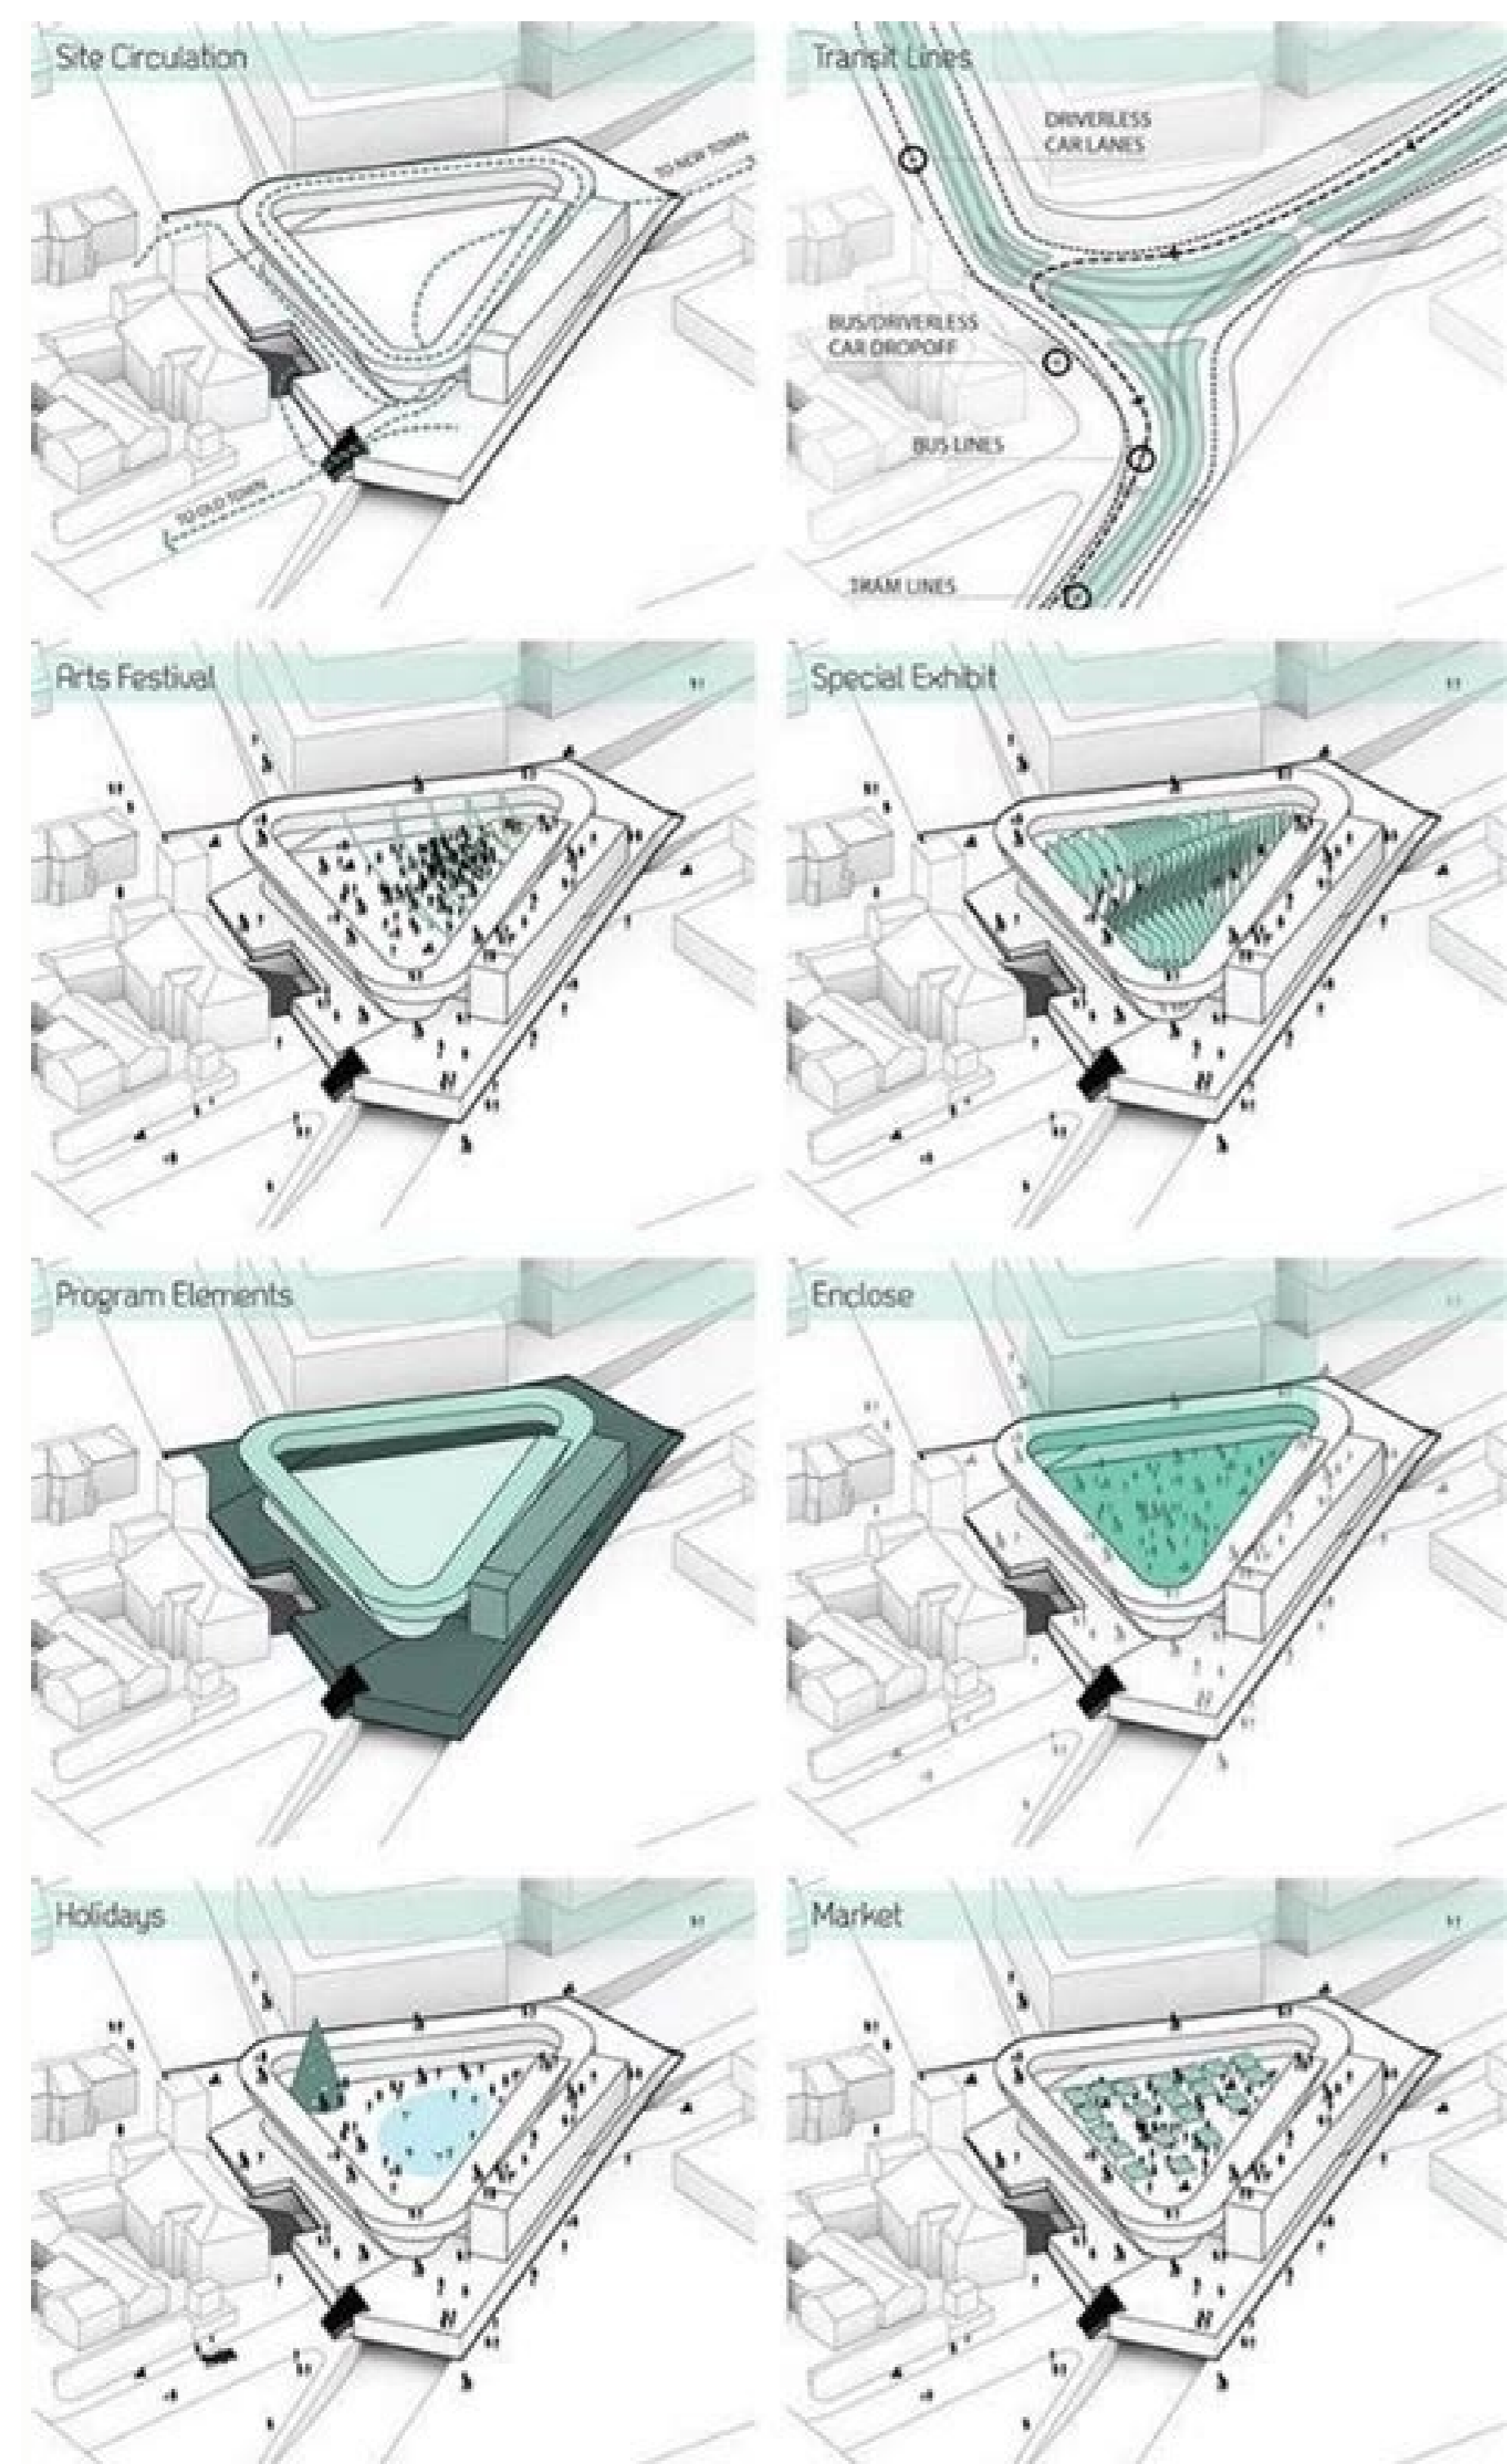 Site Circulation
TO NEW TOWN
TO OLD TOWN
Transit Lines
DRIVERLESS
CAR LANES
BUS/DRIVERLESS
CAR DROPOFF
BUS LINES
TRAM LINES
Arts Festival
Special Exhibit
Program Elements
Enclose
Holidays
Market